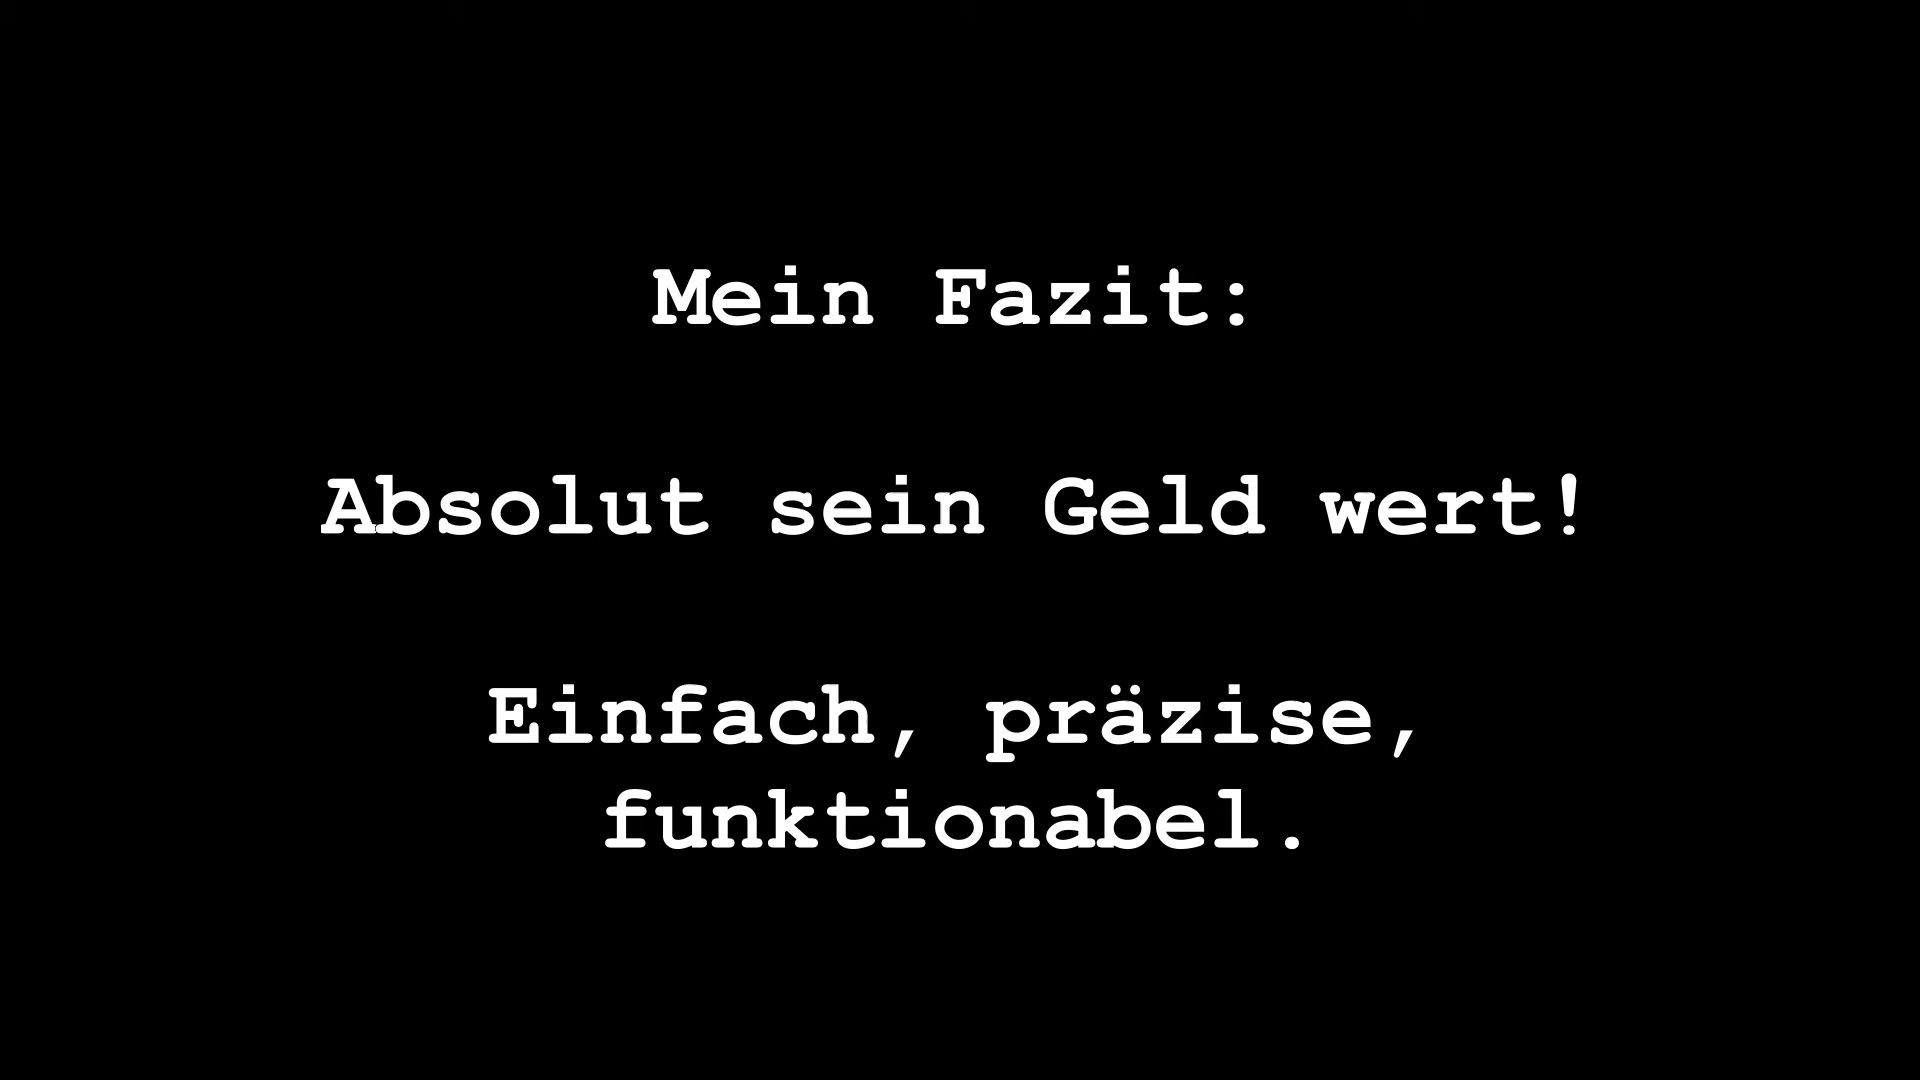 Mein Fazit:
Absolut sein Geld wert!
Einfach, präzise,
funktionabel.